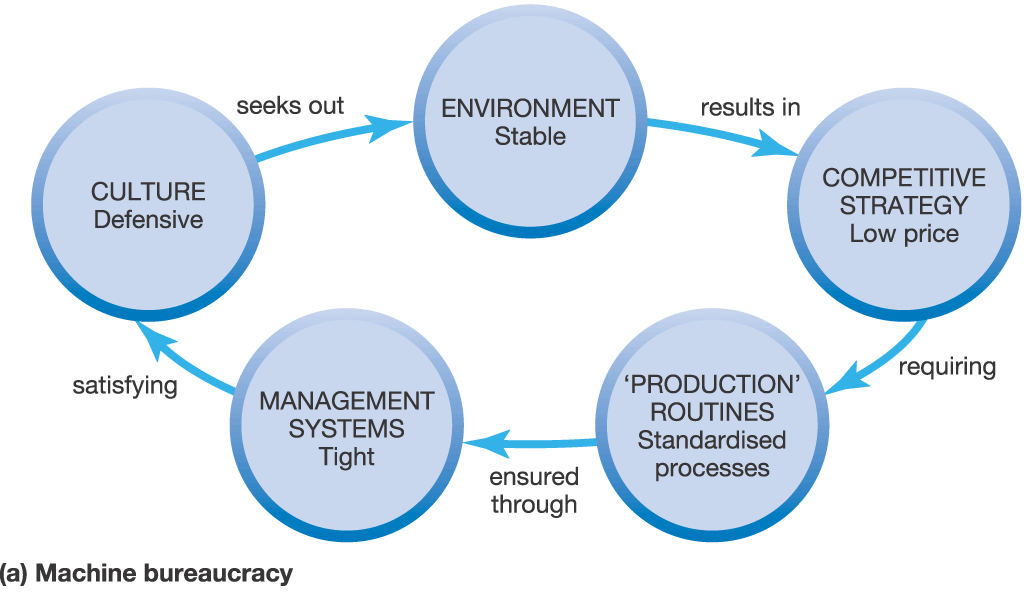 seeks out
ENVIRONMENT
Stable
results in
CULTURE
Defensive
COMPETITIVE
STRATEGY
Low price
satisfying
MANAGEMENT
SYSTEMS
Tight
ensured
through
‘PRODUCTION’
ROUTINES
Standardised
processes
requiring
(a) Machine bureaucracy